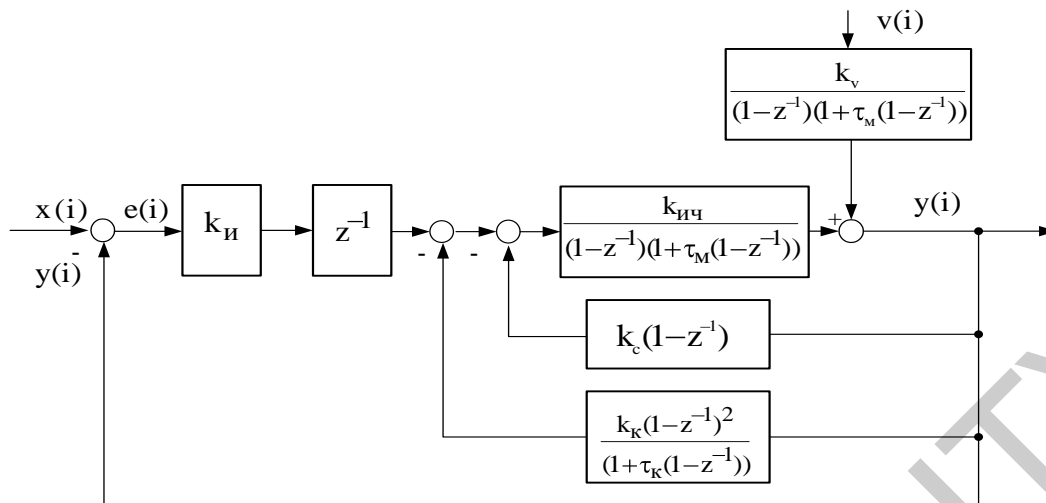 v(i)
k_v
(1−z⁻¹)(1+τ_м(1−z⁻¹))
x(i)
e(i)
k_и
z⁻¹
k_ИЧ
(1−z⁻¹)(1+τ_М(1−z⁻¹))
+
y(i)
-
-
-
y(i)
k_c(1−z⁻¹)
k_К(1−z⁻¹)²
(1+τ_К(1−z⁻¹))
ITY